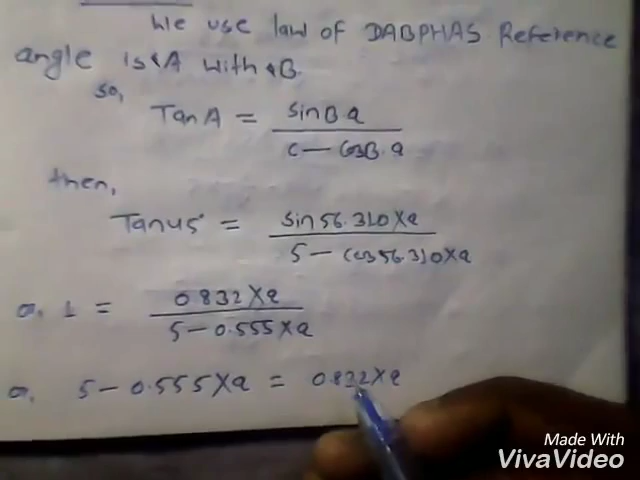 We use law of DABPHAS Reference
angle is ∢A with ∢B.
so,
TanA = sinB a / c - cosB.a
then,
Tan45° = sin56.310×a / 5 - cos56.310×a
or, 1 = 0.832×a / 5-0.555×a
or, 5-0.555×a = 0.832×a
Made With
VivaVideo